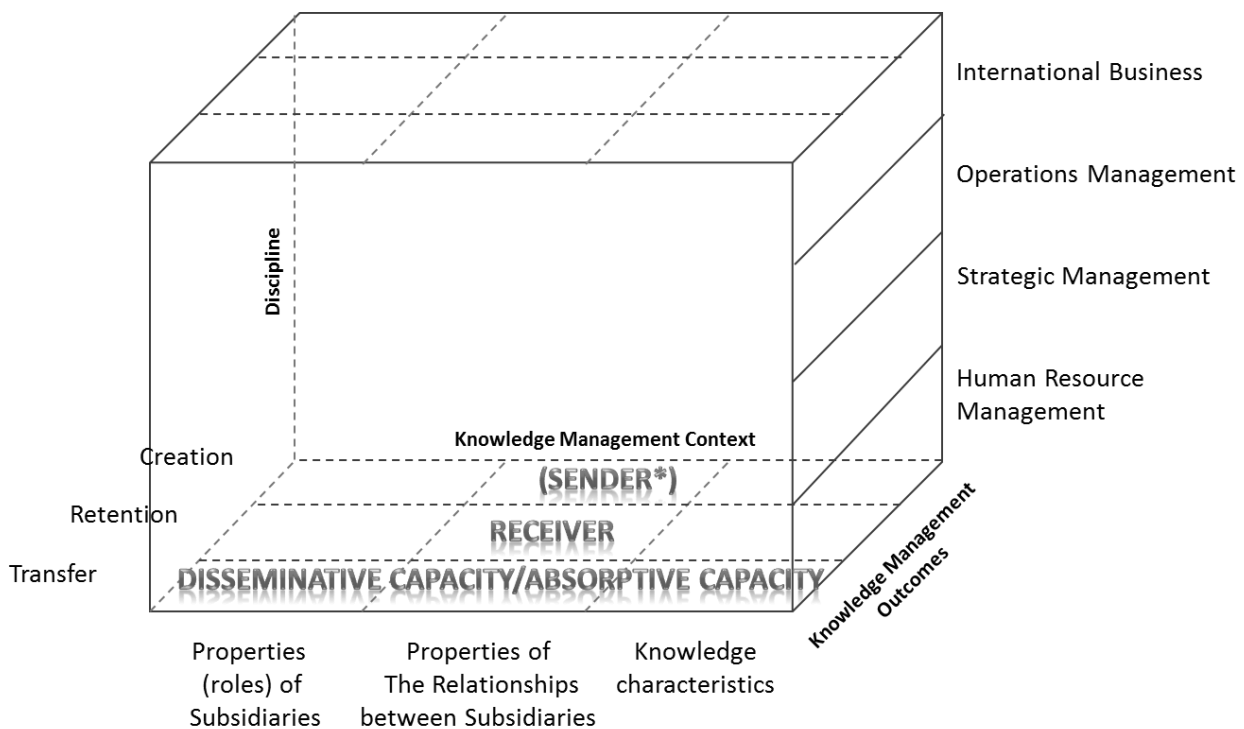 International Business
Operations Management
Discipline
Strategic Management
Human Resource
Management
Knowledge Management Context
Creation
(SENDER*)
Retention
RECEIVER
Transfer
DISSEMINATIVE CAPACITY/ABSORPTIVE CAPACITY
Knowledge Management
Outcomes
Properties
(roles) of
Subsidiaries
Properties of
The Relationships
between Subsidiaries
Knowledge
characteristics